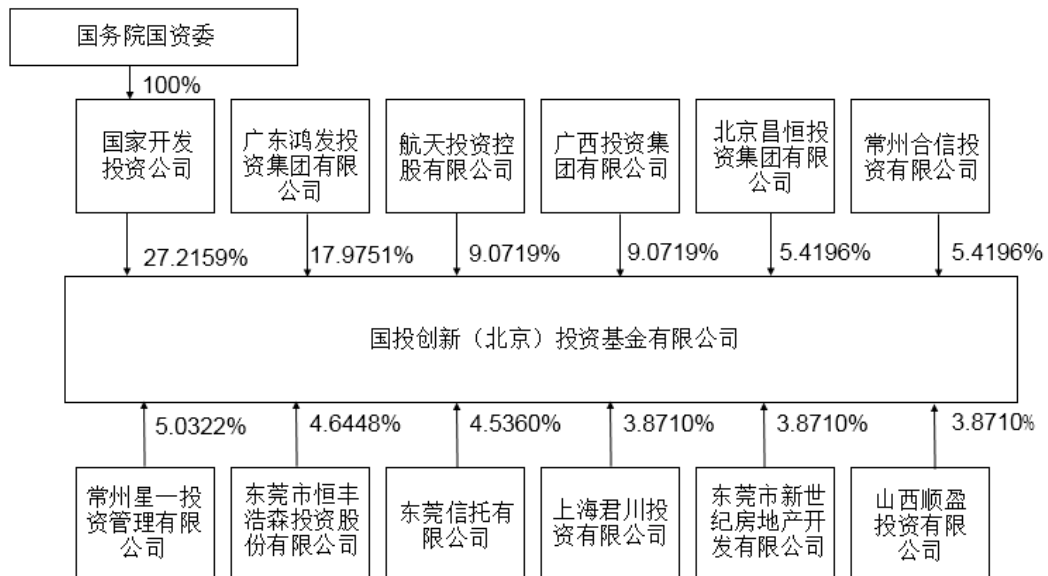 国务院国资委
100%
国家开发
投资公司
广东鸿发投
资集团有限
公司
航天投资控
股有限公司
广西投资集
团有限公司
北京昌恒投
资集团有限
公司
常州合信投
资有限公司
27.2159%
17.9751%
9.0719%
9.0719%
5.4196%
5.4196%
国投创新（北京）投资基金有限公司
5.0322%
4.6448%
4.5360%
3.8710%
3.8710%
3.8710%
常州星一投
资管理有限
公司
东莞市恒丰
浩森投资股
份有限公司
东莞信托有
限公司
上海君川投
资有限公司
东莞市新世
纪房地产开
发有限公司
山西顺盈
投资有限
公司